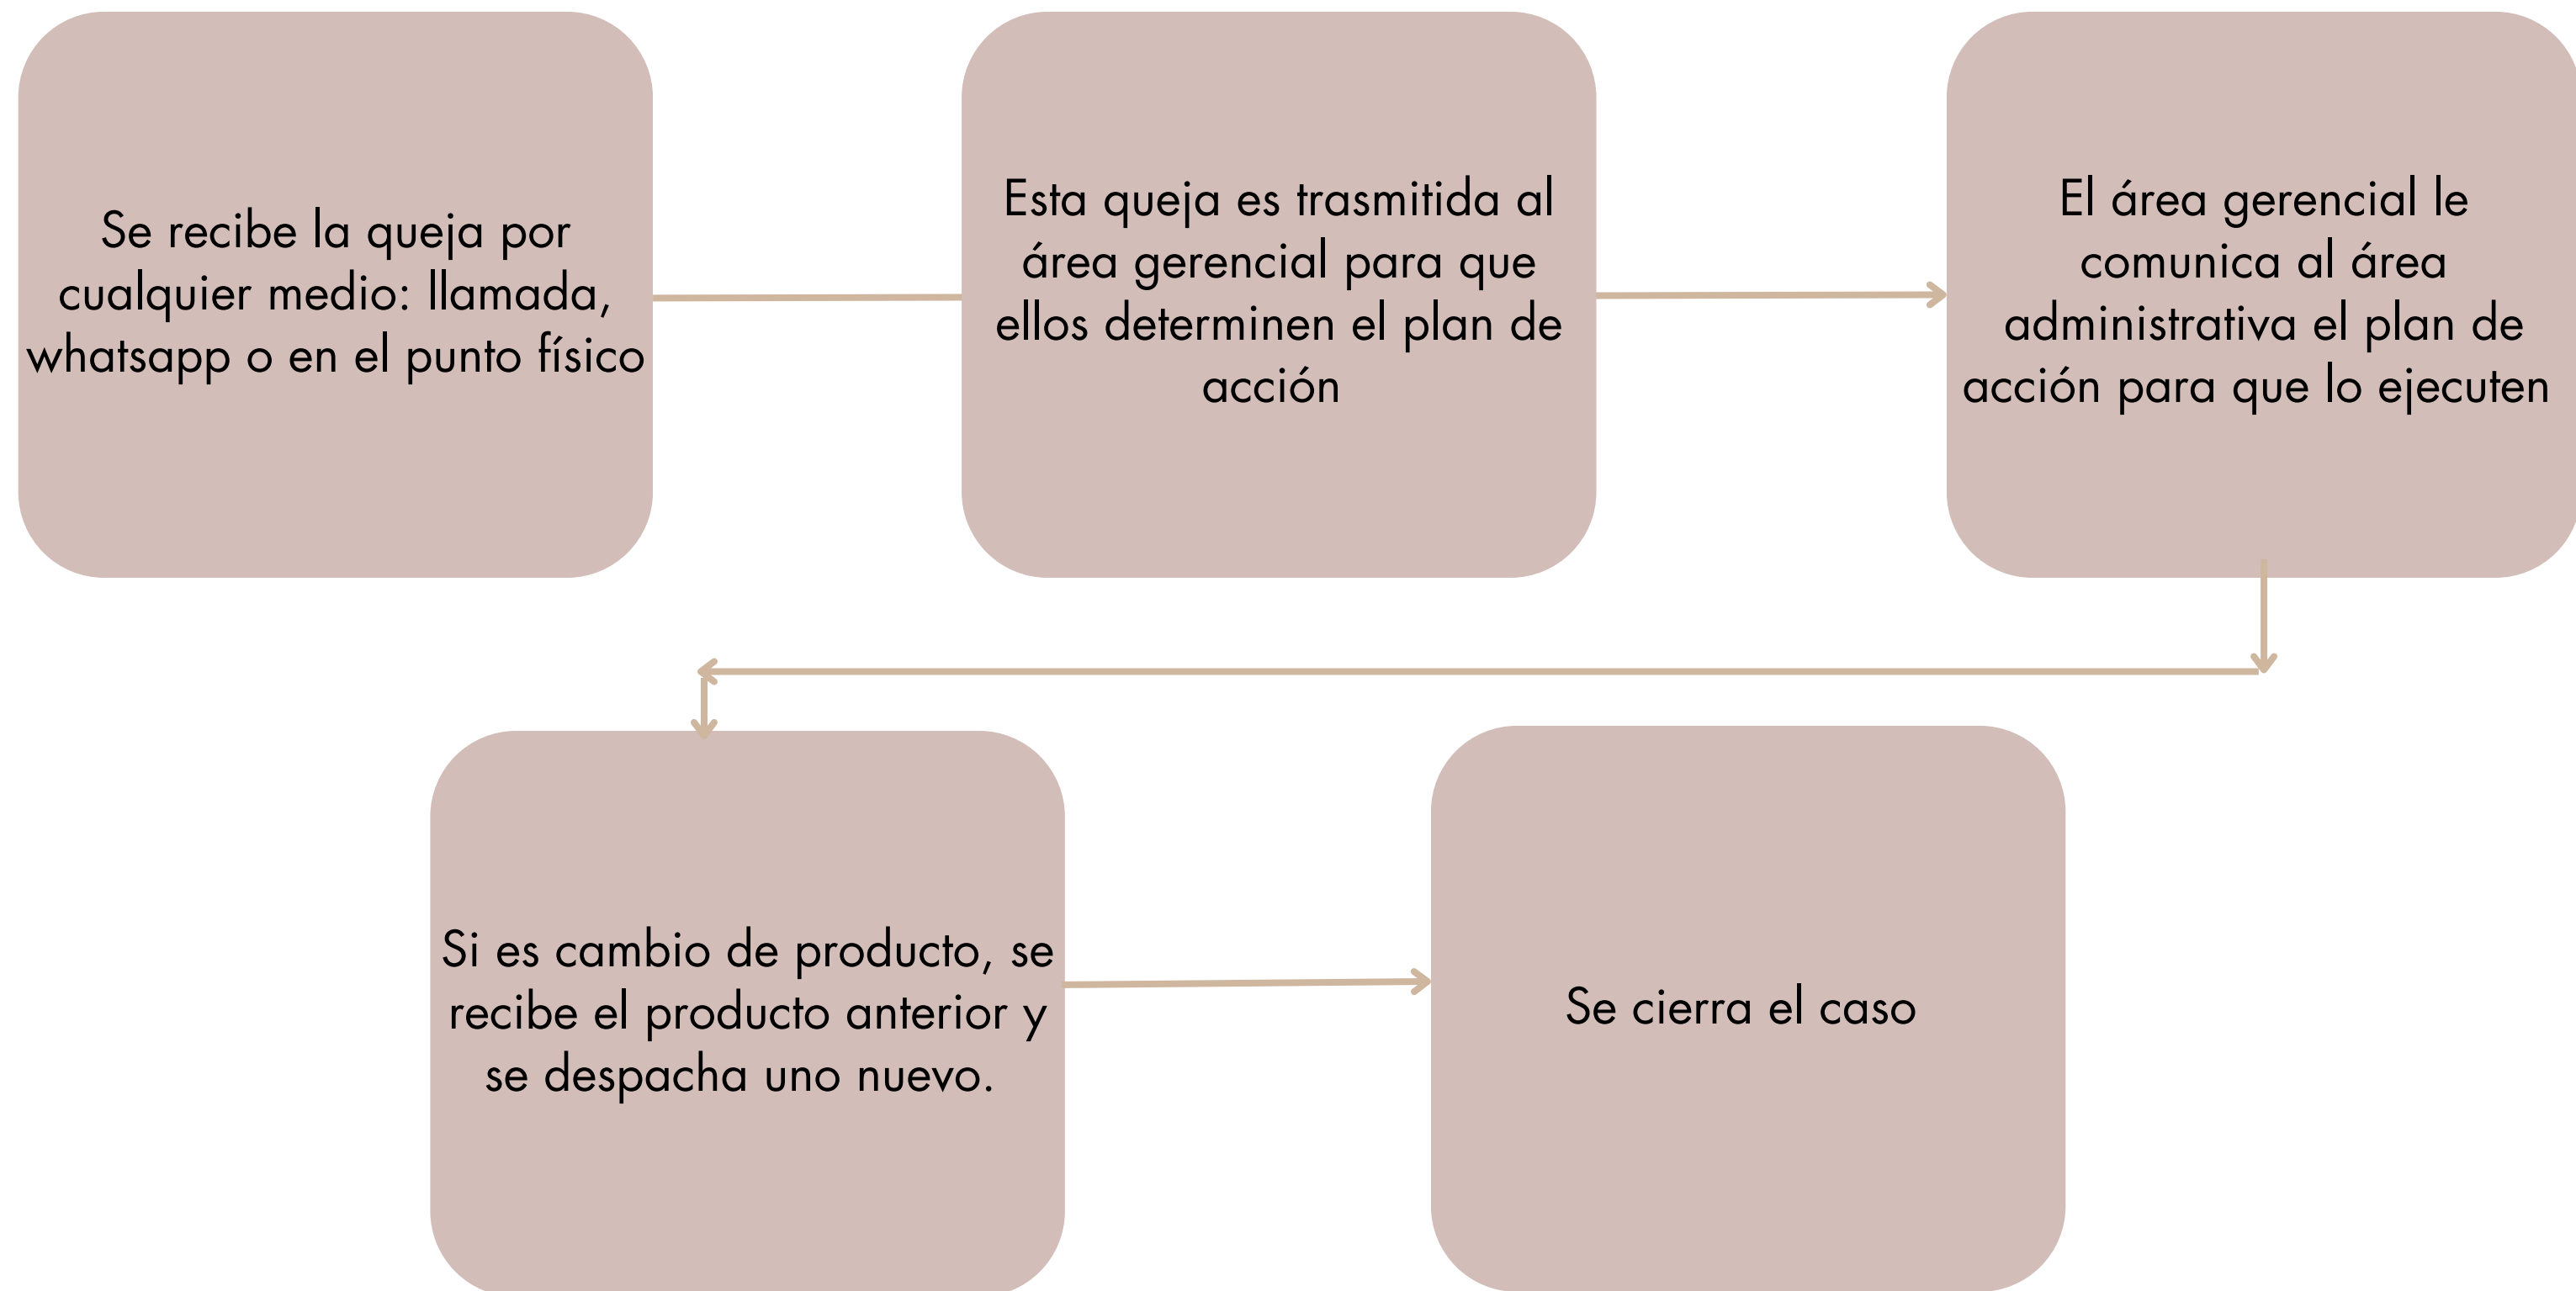 Se recibe la queja por
cualquier medio: llamada,
whatsapp o en el punto físico
Esta queja es trasmitida al
área gerencial para que
ellos determinen el plan de
acción
El área gerencial le
comunica al área
administrativa el plan de
acción para que lo ejecuten
Si es cambio de producto, se
recibe el producto anterior y
se despacha uno nuevo.
Se cierra el caso